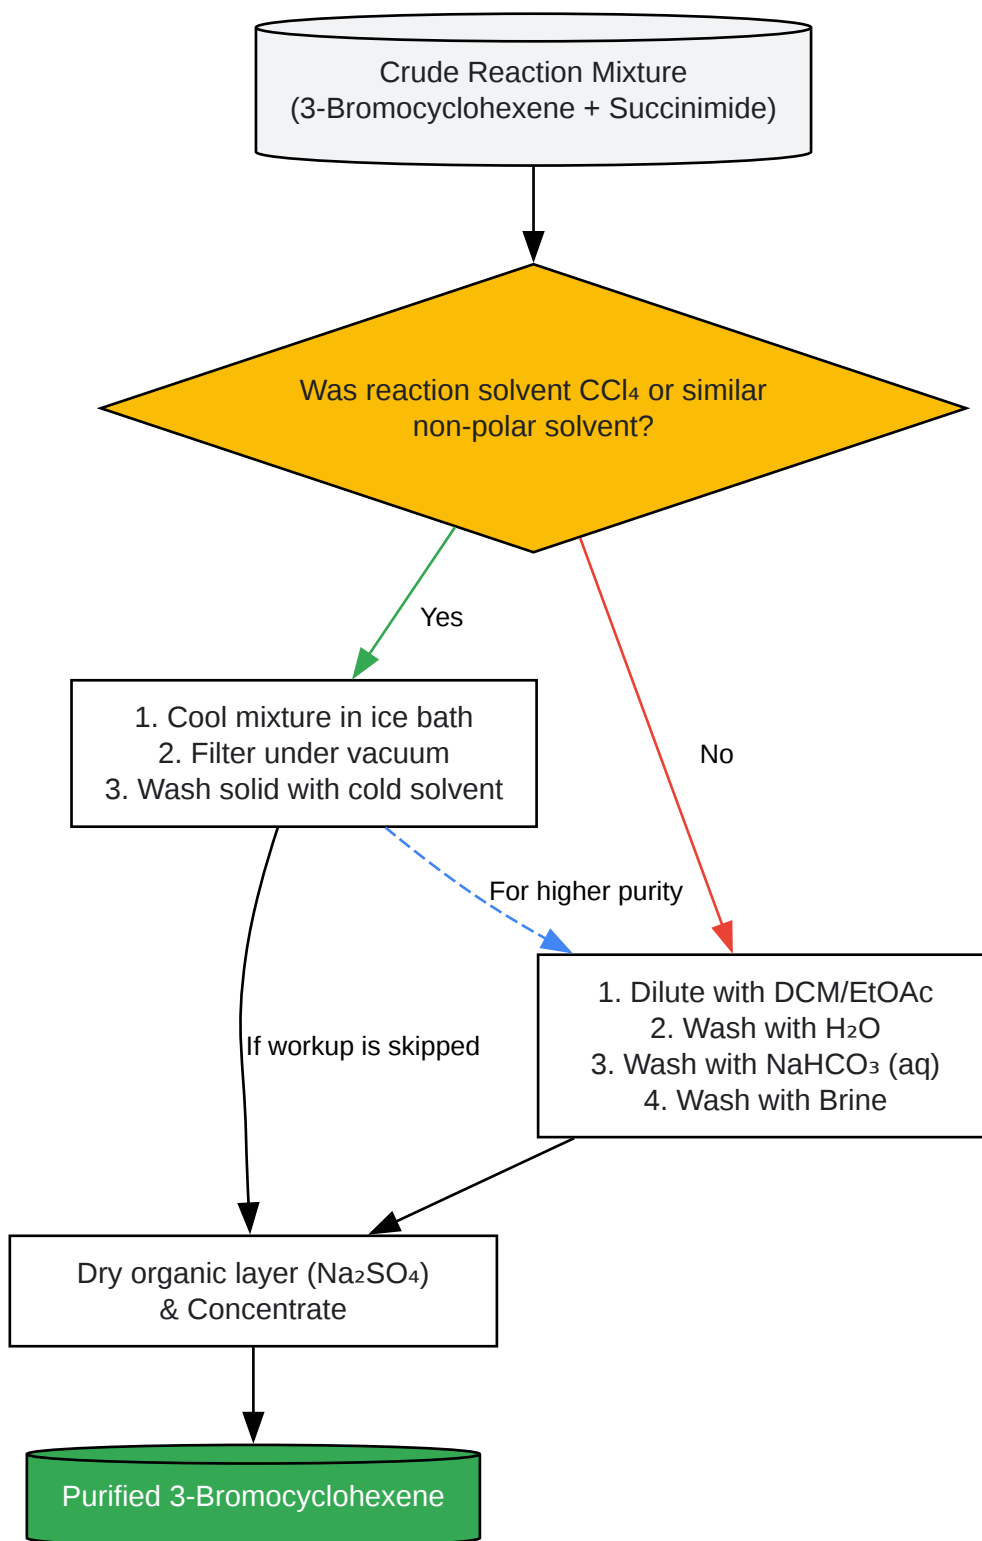 Crude Reaction Mixture
(3-Bromocyclohexene + Succinimide)
Was reaction solvent CCl₄ or similar
non-polar solvent?
Yes
1. Cool mixture in ice bath
2. Filter under vacuum
3. Wash solid with cold solvent
No
For higher purity
1. Dilute with DCM/EtOAc
2. Wash with H₂O
3. Wash with NaHCO₃ (aq)
4. Wash with Brine
If workup is skipped
Dry organic layer (Na₂SO₄)
& Concentrate
Purified 3-Bromocyclohexene